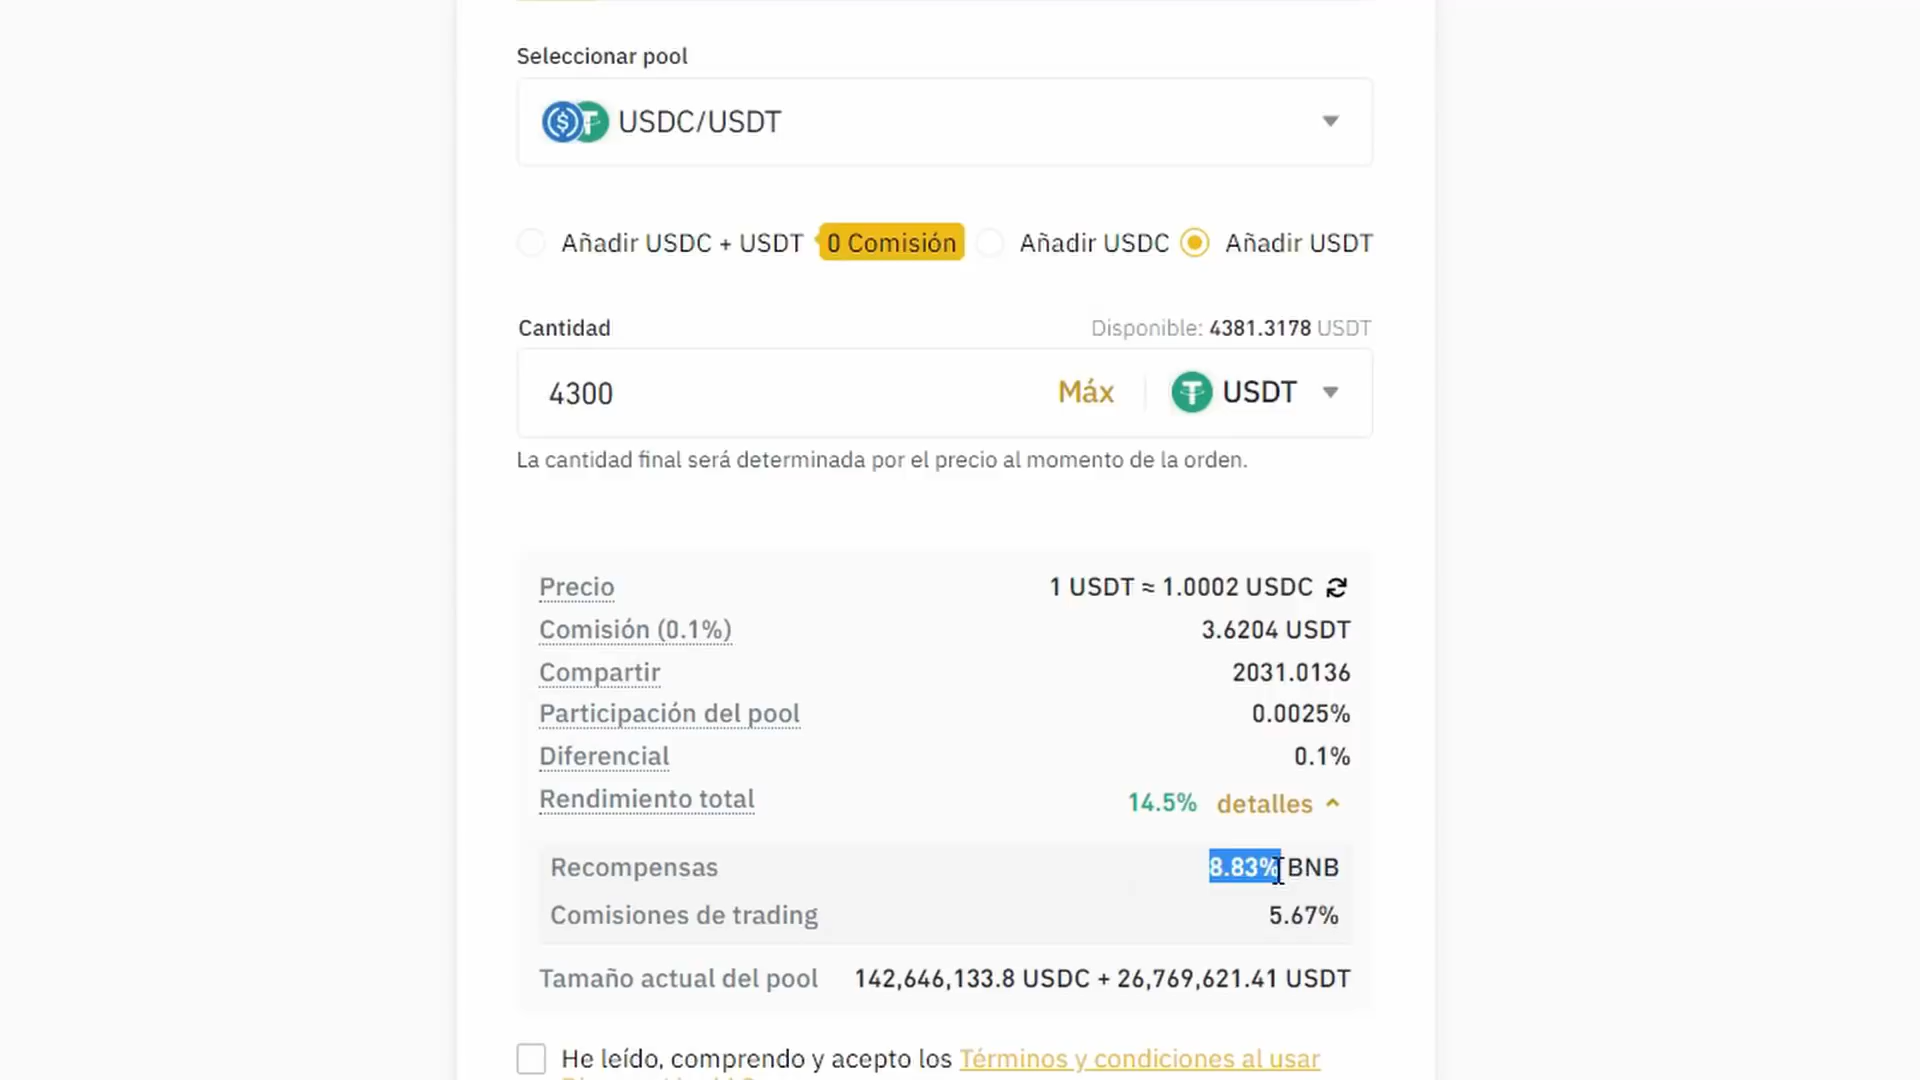 Seleccionar pool
USDC/USDT
Añadir USDC + USDT 0 Comisión Añadir USDC Añadir USDT
Cantidad Disponible: 4381.3178 USDT
4300 Máx USDT
La cantidad final será determinada por el precio al momento de la orden.
Precio 1 USDT ≈ 1.0002 USDC
Comisión (0.1%) 3.6204 USDT
Compartir 2031.0136
Participación del pool 0.0025%
Diferencial 0.1%
Rendimiento total 14.5% detalles
Recompensas 8.83% BNB
Comisiones de trading 5.67%
Tamaño actual del pool 142,646,133.8 USDC + 26,769,621.41 USDT
He leído, comprendo y acepto los Términos y condiciones al usar